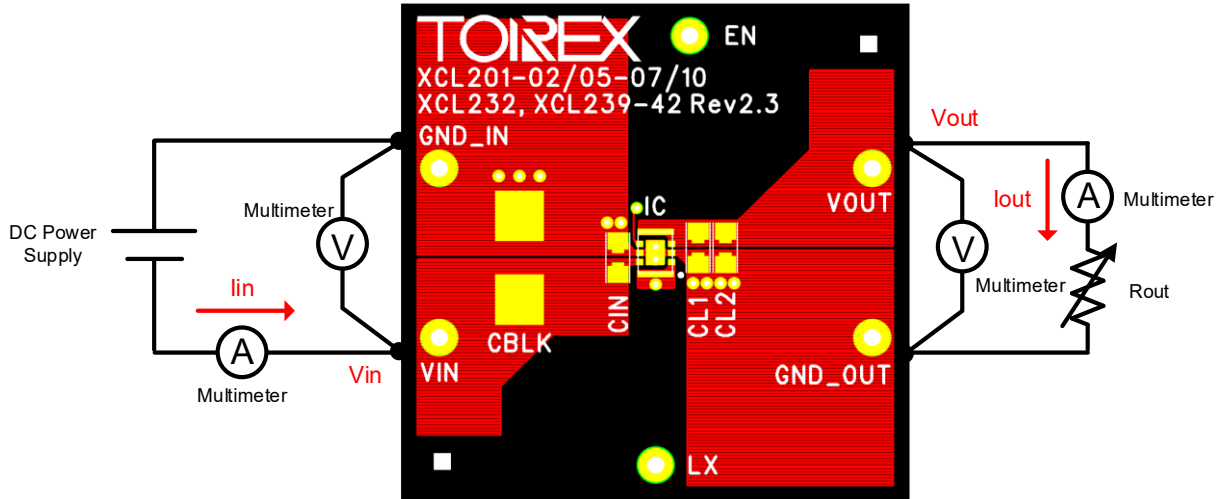 TOREX
EN
XCL201-02/05-07/10
XCL232, XCL239-42 Rev2.3
GND_IN
Vout
Multimeter
IC
VOUT
Iout
A
Multimeter
DC Power
Supply
V
V
Multimeter
Rout
Iin
CIN
CL1
CL2
A
Vin
VIN
CBLK
GND_OUT
Multimeter
LX